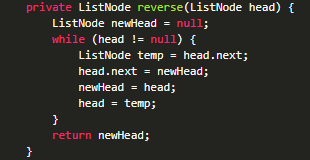 private ListNode reverse(ListNode head) {
    ListNode newHead = null;
    while (head != null) {
        ListNode temp = head.next;
        head.next = newHead;
        newHead = head;
        head = temp;
    }
    return newHead;
}